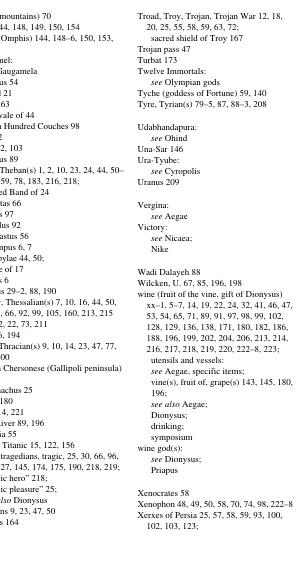 mountains) 70
44, 148, 149, 150, 154
(Omphis) 144, 148–6, 150, 153,
nel:
Gaugamela
us 54
l 21
63
vale of 44
n Hundred Couches 98
2
2, 103
us 89
Theban(s) 1, 2, 10, 23, 24, 44, 50–
59, 78, 183, 216, 218;
ed Band of 24
tas 66
s 97
lus 92
astus 56
mpus 6, 7
pylae 44, 50;
e of 17
s 6
us 29–2, 88, 190
, Thessalian(s) 7, 10, 16, 44, 50,
, 66, 92, 99, 105, 160, 213, 215
2, 22, 73, 211
6, 194
Thracian(s) 9, 10, 14, 23, 47, 77,
00
n Chersonese (Gallipoli peninsula)
achus 25
180
4, 221
River 89, 196
ia 55
Titanic 15, 122, 156
tragedians, tragic, 25, 30, 66, 96,
27, 145, 174, 175, 190, 218, 219;
ic hero” 218;
ic pleasure” 25;
also Dionysus
ns 9, 23, 47, 50
s 164
Troad, Troy, Trojan, Trojan War 12, 18,
20, 25, 55, 58, 59, 63, 72;
sacred shield of Troy 167
Trojan pass 47
Turbat 173
Twelve Immortals:
see Olympian gods
Tyche (goddess of Fortune) 59, 140
Tyre, Tyrian(s) 79–5, 87, 88–3, 208
Udabhandapura:
see Ohind
Una-Sar 146
Ura-Tyube:
see Cyropolis
Uranus 209
Vergina:
see Aegae
Victory:
see Nicaea;
Nike
Wadi Dalayeh 88
Wilcken, U. 67, 85, 196, 198
wine (fruit of the vine, gift of Dionysus)
xx–1, 5–7, 14, 19, 22, 24, 32, 41, 46, 47,
53, 54, 65, 71, 89, 91, 97, 98, 99, 102,
128, 129, 136, 138, 171, 180, 182, 186,
188, 196, 199, 202, 204, 206, 213, 214,
216, 217, 218, 219, 220, 222–8, 223;
utensils and vessels:
see Aegae, specific items;
vine(s), fruit of, grape(s) 143, 145, 180,
196;
see also Aegae;
Dionysus;
drinking;
symposium
wine god(s):
see Dionysus;
Priapus
Xenocrates 58
Xenophon 48, 49, 50, 58, 70, 74, 98, 222–8
Xerxes of Persia 25, 57, 58, 59, 93, 100,
102, 103, 123;